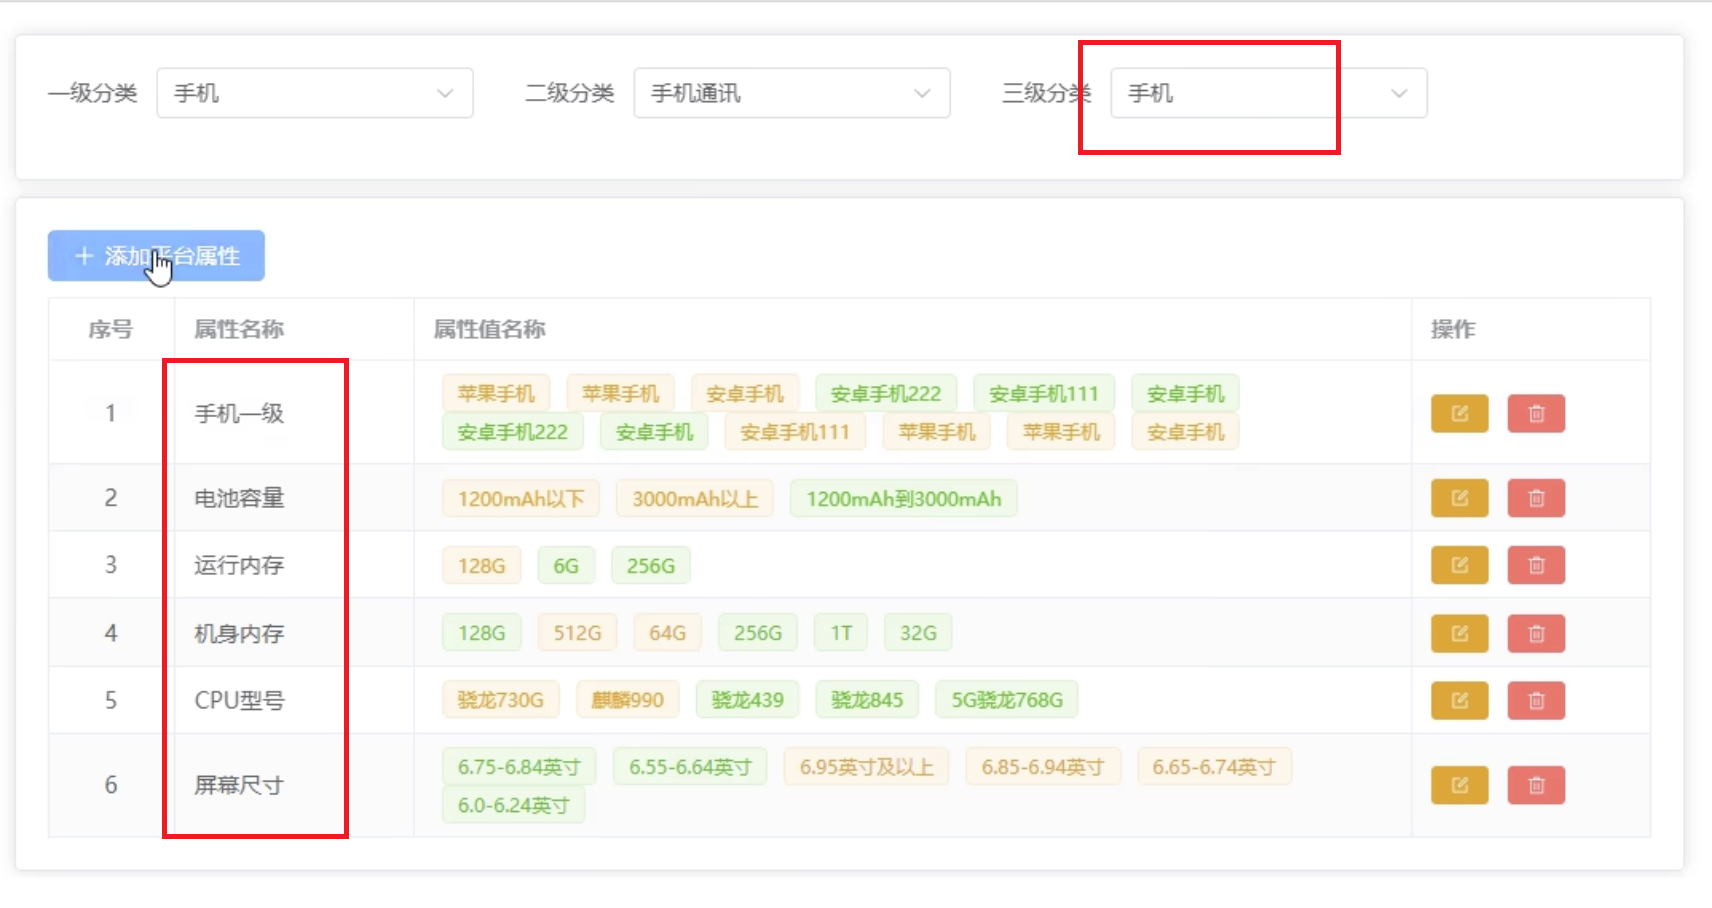 一级分类 手机 二级分类 手机通讯 三级分类 手机
添加平台属性
序号 属性名称 属性值名称 操作
1 手机一级 苹果手机 苹果手机 安卓手机 安卓手机222 安卓手机111 安卓手机
安卓手机222 安卓手机 安卓手机111 苹果手机 苹果手机 安卓手机
2 电池容量 1200mAh以下 3000mAh以上 1200mAh到3000mAh
3 运行内存 128G 6G 256G
4 机身内存 128G 512G 64G 256G 1T 32G
5 CPU型号 骁龙730G 麒麟990 骁龙439 骁龙845 5G骁龙768G
6 屏幕尺寸 6.75-6.84英寸 6.55-6.64英寸 6.95英寸及以上 6.85-6.94英寸 6.65-6.74英寸
6.0-6.24英寸